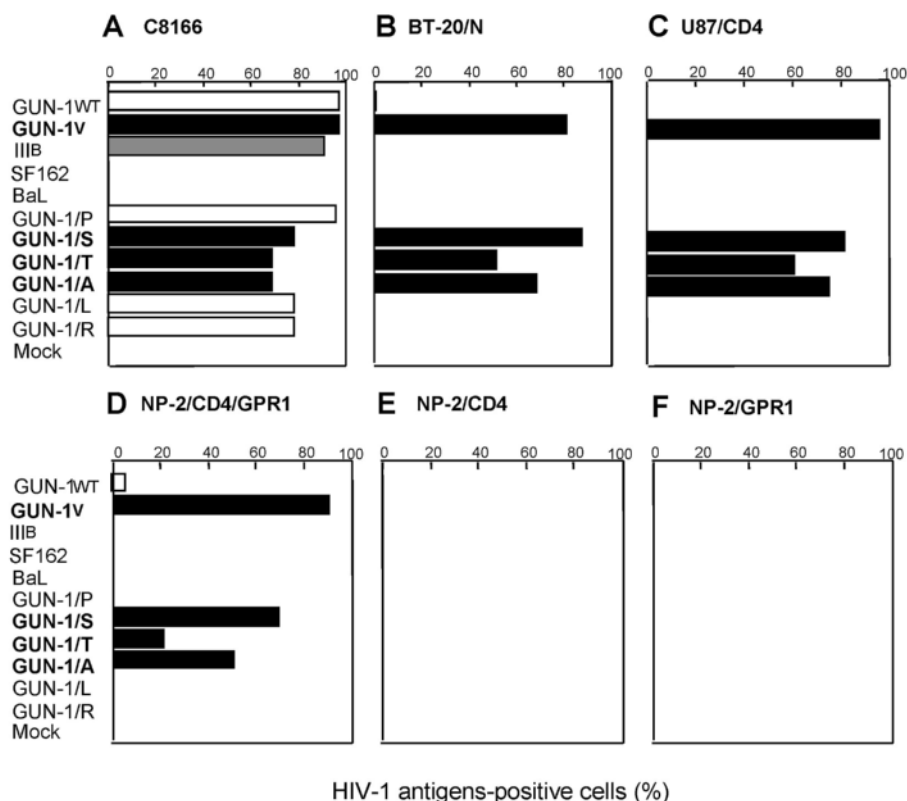 A C8166
B BT-20/N
C U87/CD4
0 20 40 60 80 100
0 20 40 60 80 100
0 20 40 60 80 100
GUN-1WT
GUN-1V
IIIB
SF162
BaL
GUN-1/P
GUN-1/S
GUN-1/T
GUN-1/A
GUN-1/L
GUN-1/R
Mock
D NP-2/CD4/GPR1
E NP-2/CD4
F NP-2/GPR1
0 20 40 60 80 100
0 20 40 60 80 100
0 20 40 60 80 100
GUN-1WT
GUN-1V
IIIB
SF162
BaL
GUN-1/P
GUN-1/S
GUN-1/T
GUN-1/A
GUN-1/L
GUN-1/R
Mock
HIV-1 antigens-positive cells (%)